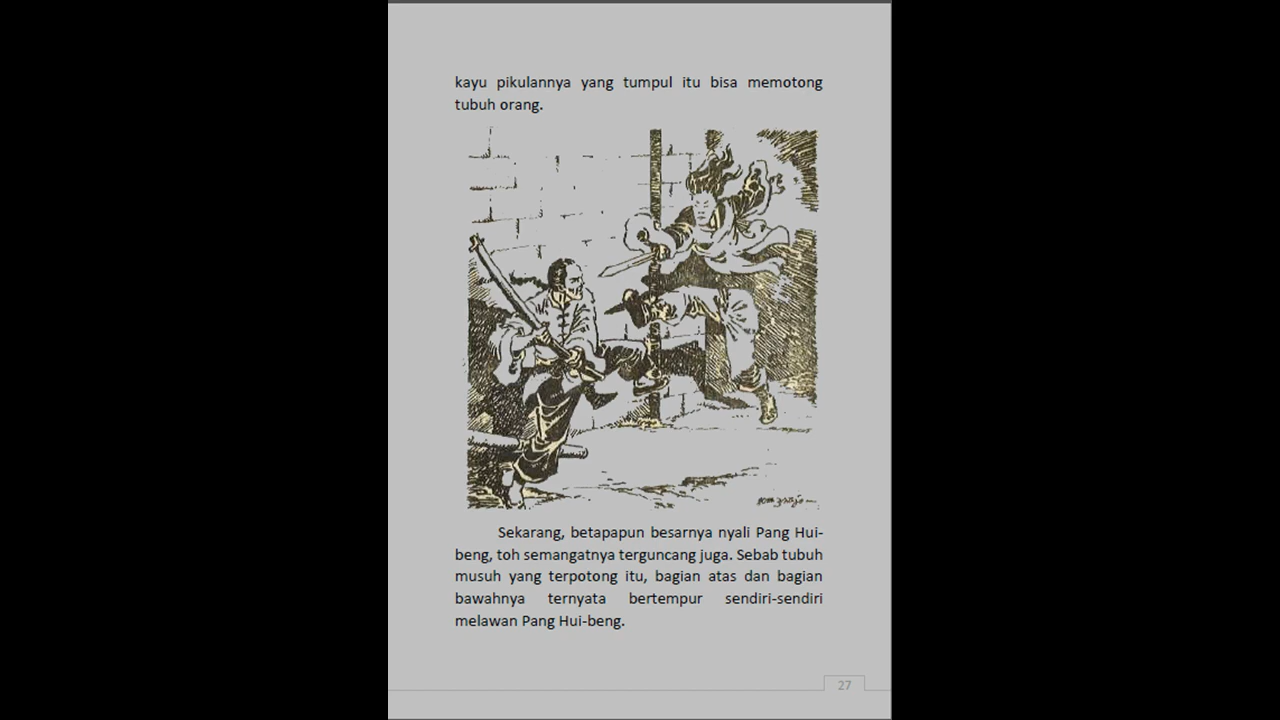 kayu pikulannya yang tumpul itu bisa memotong
tubuh orang.
Sekarang, betapapun besarnya nyali Pang Hui-
beng, toh semangatnya terguncang juga. Sebab tubuh
musuh yang terpotong itu, bagian atas dan bagian
bawahnya ternyata bertempur sendiri-sendiri
melawan Pang Hui-beng.
27